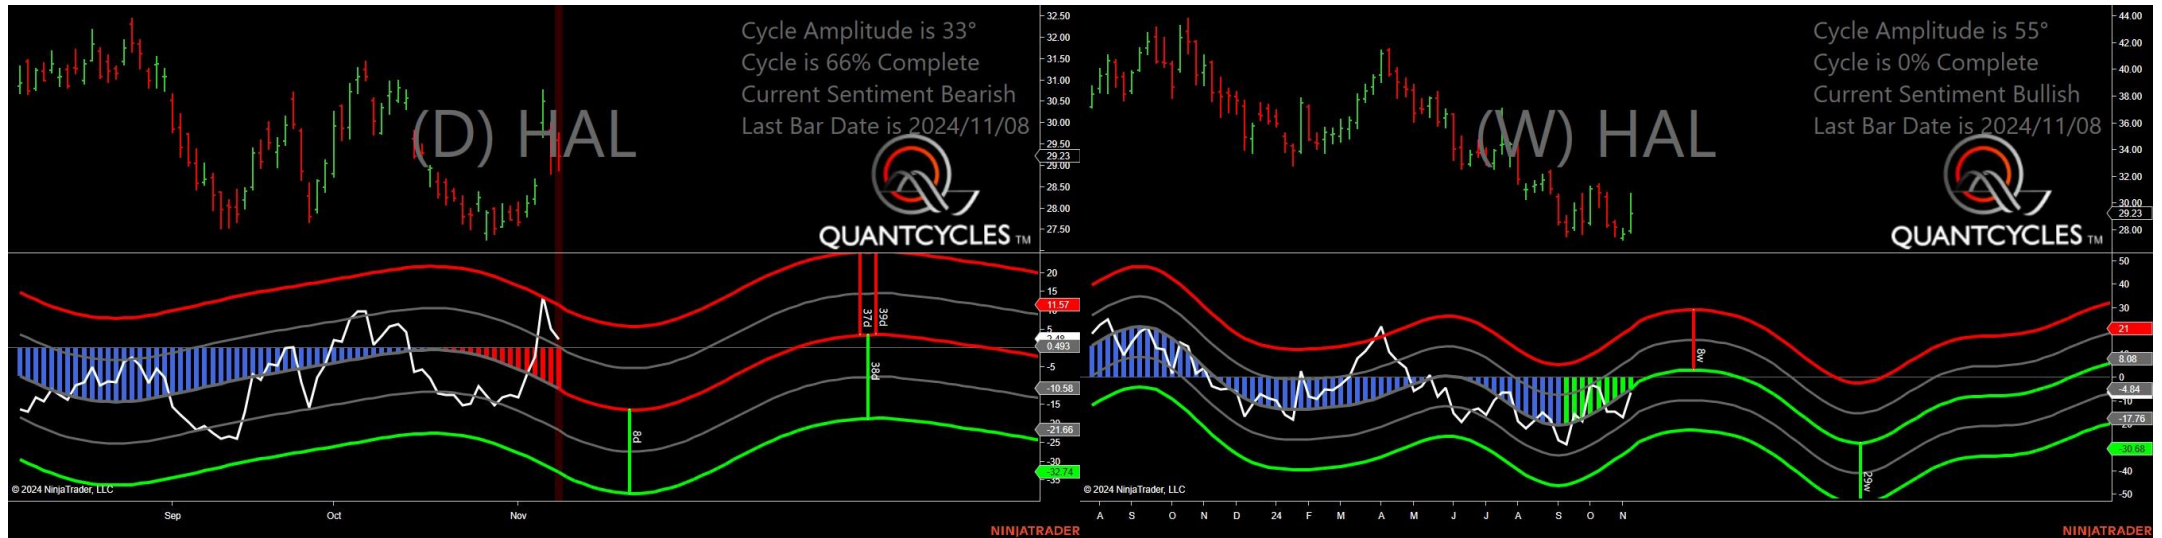 Cycle Amplitude is 33°
Cycle is 66% Complete
Current Sentiment Bearish
Last Bar Date is 2024/11/08
(D) HAL
QUANTCYCLES TM
32.50
32.00
31.50
31.00
30.50
30.00
29.50
29.23
29.00
28.50
28.00
27.50
20
15
11.57
5
0.493
-5
-10.58
-15
-21.66
-25
-30
-32.74
-35
8d
37d
39d
38d
© 2024 NinjaTrader, LLC
Sep
Oct
Nov
NINJATRADER
Cycle Amplitude is 55°
Cycle is 0% Complete
Current Sentiment Bullish
Last Bar Date is 2024/11/08
(W) HAL
QUANTCYCLES TM
44.00
42.00
40.00
38.00
36.00
34.00
32.00
30.00
29.23
28.00
50
40
30
21
8.08
0
-4.84
-10
-17.76
-30.68
-40
-50
8w
29w
© 2024 NinjaTrader, LLC
A S O N D 24 F M A M J J A S O N
NINJATRADER